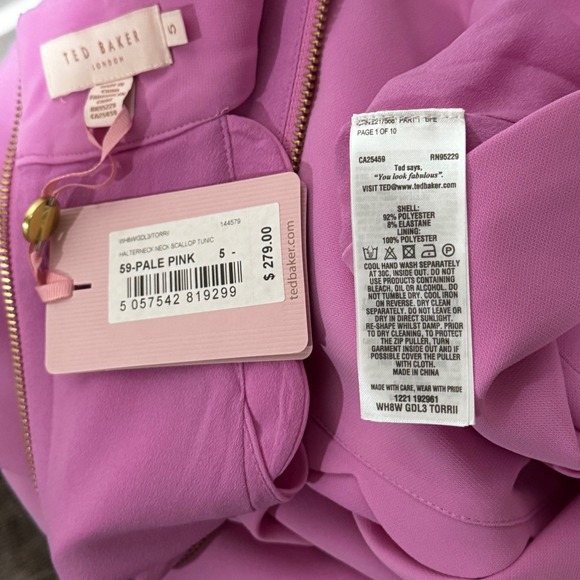 TED BAKER
LONDON
5
RN95229
CA25459
WH8WGDL3TORRII
144579
HALTERNECK NECK SCALLOP TUNIC
59-PALE PINK 5 -
5 057542 819299
$ 279.00
tedbaker.com
PAGE 1 OF 10
CA25459 RN95229
Ted says,
"You look fabulous".
VISIT TED@www.tedbaker.com
SHELL:
92% POLYESTER
8% ELASTANE
LINING:
100% POLYESTER
COOL HAND WASH SEPARATELY
AT 30C, INSIDE OUT. DO NOT
USE PRODUCTS CONTAINING
BLEACH, OIL OR ALCOHOL. DO
NOT TUMBLE DRY. COOL IRON
ON REVERSE. DRY CLEAN
SEPARATELY. DO NOT LEAVE OR
DRY IN DIRECT SUNLIGHT.
RE-SHAPE WHILST DAMP. PRIOR
TO DRY CLEANING, TO PROTECT
THE ZIP PULLER, TURN
GARMENT INSIDE OUT AND IF
POSSIBLE COVER THE PULLER
WITH CLOTH.
MADE IN CHINA
MADE WITH CARE, WEAR WITH PRIDE
1221 192961
WH8W GDL3 TORRII